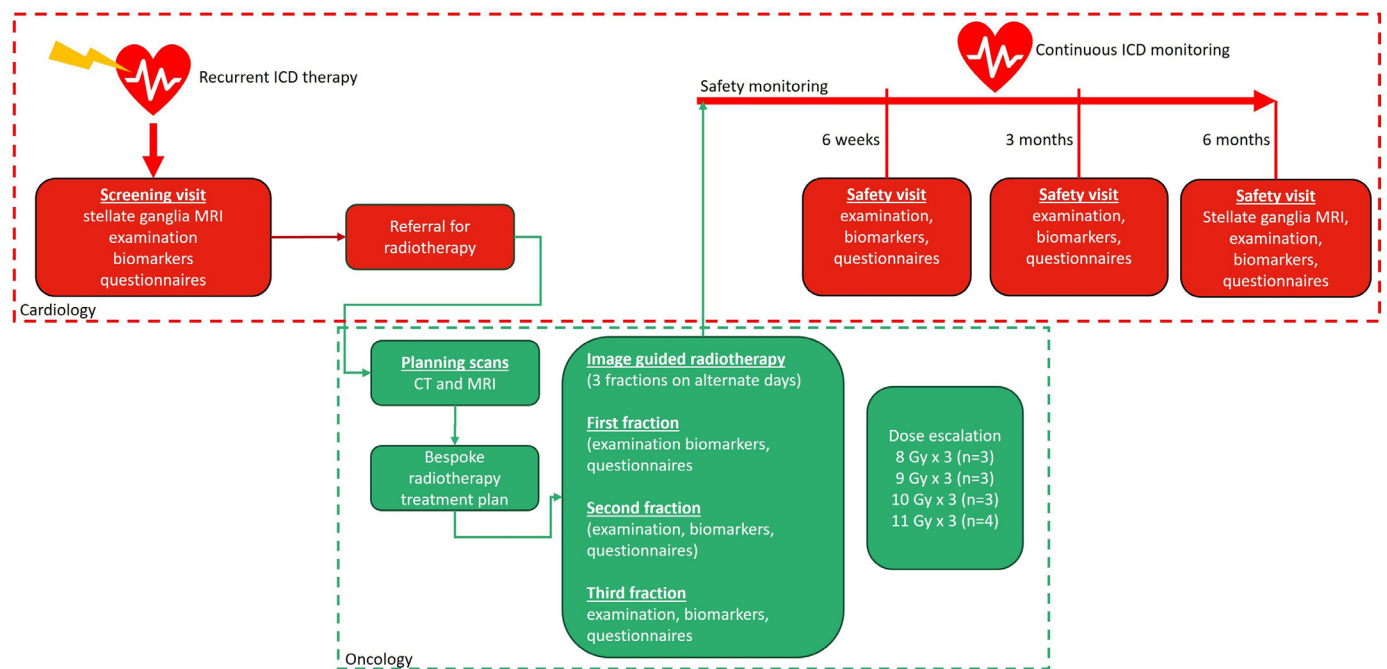 Recurrent ICD therapy
Screening visit
stellate ganglia MRI
examination
biomarkers
questionnaires
Referral for
radiotherapy
Cardiology
Continuous ICD monitoring
Safety monitoring
6 weeks
3 months
6 months
Safety visit
examination,
biomarkers,
questionnaires
Safety visit
examination,
biomarkers,
questionnaires
Safety visit
Stellate ganglia MRI,
examination,
biomarkers,
questionnaires
Planning scans
CT and MRI
Bespoke
radiotherapy
treatment plan
Image guided radiotherapy
(3 fractions on alternate days)
First fraction
(examination biomarkers,
questionnaires
Second fraction
(examination, biomarkers,
questionnaires)
Third fraction
examination, biomarkers,
questionnaires
Dose escalation
8 Gy x 3 (n=3)
9 Gy x 3 (n=3)
10 Gy x 3 (n=3)
11 Gy x 3 (n=4)
Oncology